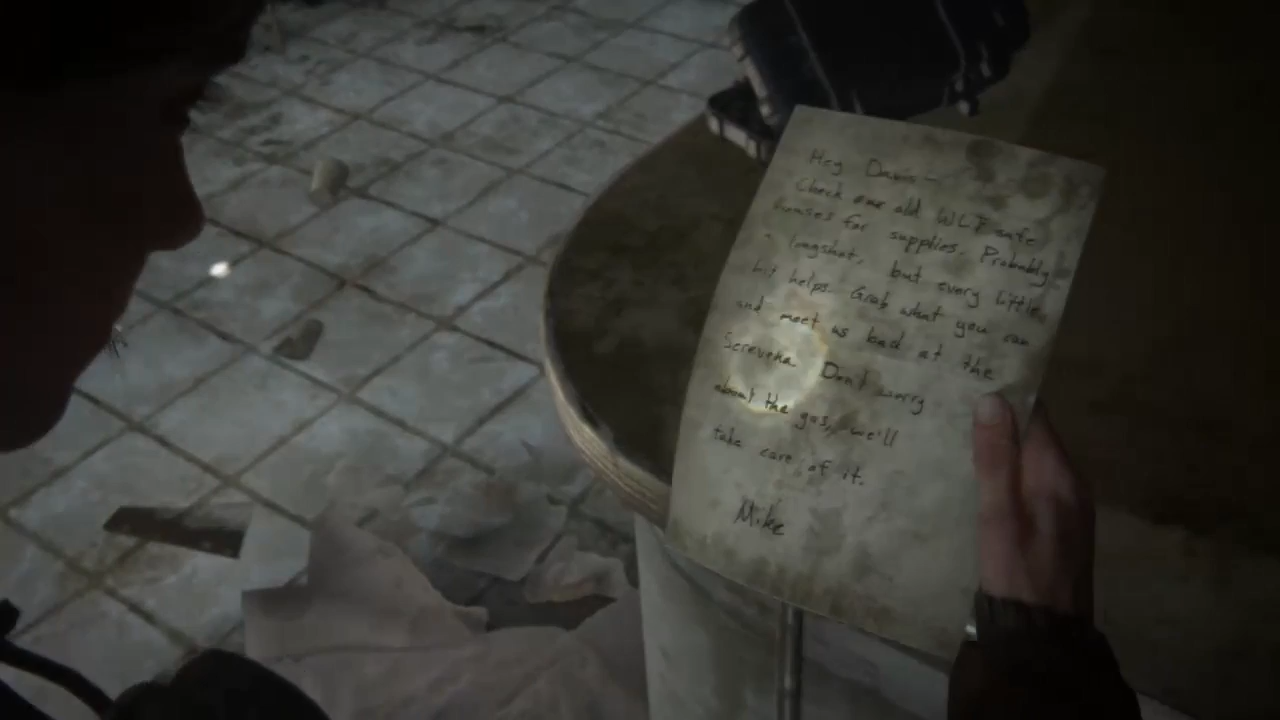 Hey Davis -
Check our old WLF safe
houses for supplies. Probably
a longshot, but every little
bit helps. Grab what you can
and meet us back at the
Serevena. Don't worry
about the gas, we'll
take care of it.
Mike